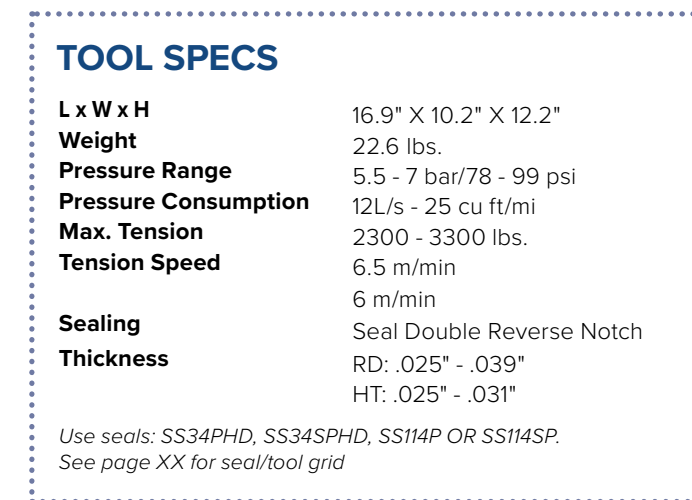 TOOL SPECS
L x W x H 16.9" X 10.2" X 12.2"
Weight 22.6 lbs.
Pressure Range 5.5 - 7 bar/78 - 99 psi
Pressure Consumption 12L/s - 25 cu ft/mi
Max. Tension 2300 - 3300 lbs.
Tension Speed 6.5 m/min
6 m/min
Sealing Seal Double Reverse Notch
Thickness RD: .025" - .039"
HT: .025" - .031"
Use seals: SS34PHD, SS34SPHD, SS114P OR SS114SP.
See page XX for seal/tool grid